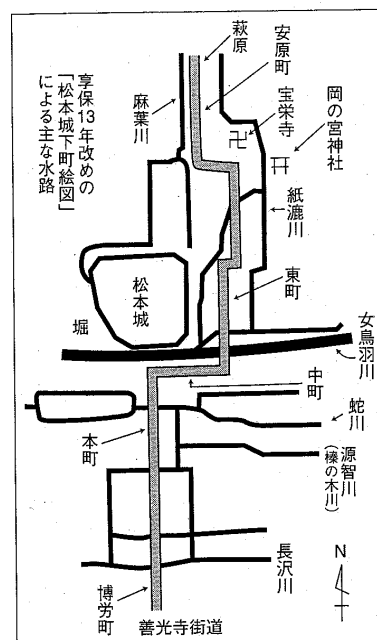 享保13年改めの
「松本城下町絵図」
による主な水路
萩原
安原町
宝栄寺
岡の宮神社
麻葉川
紙漉川
松本城
堀
東町
女鳥羽川
中町
蛇川
本町
源智川
(榛の木川)
長沢川
N
博労町
善光寺街道